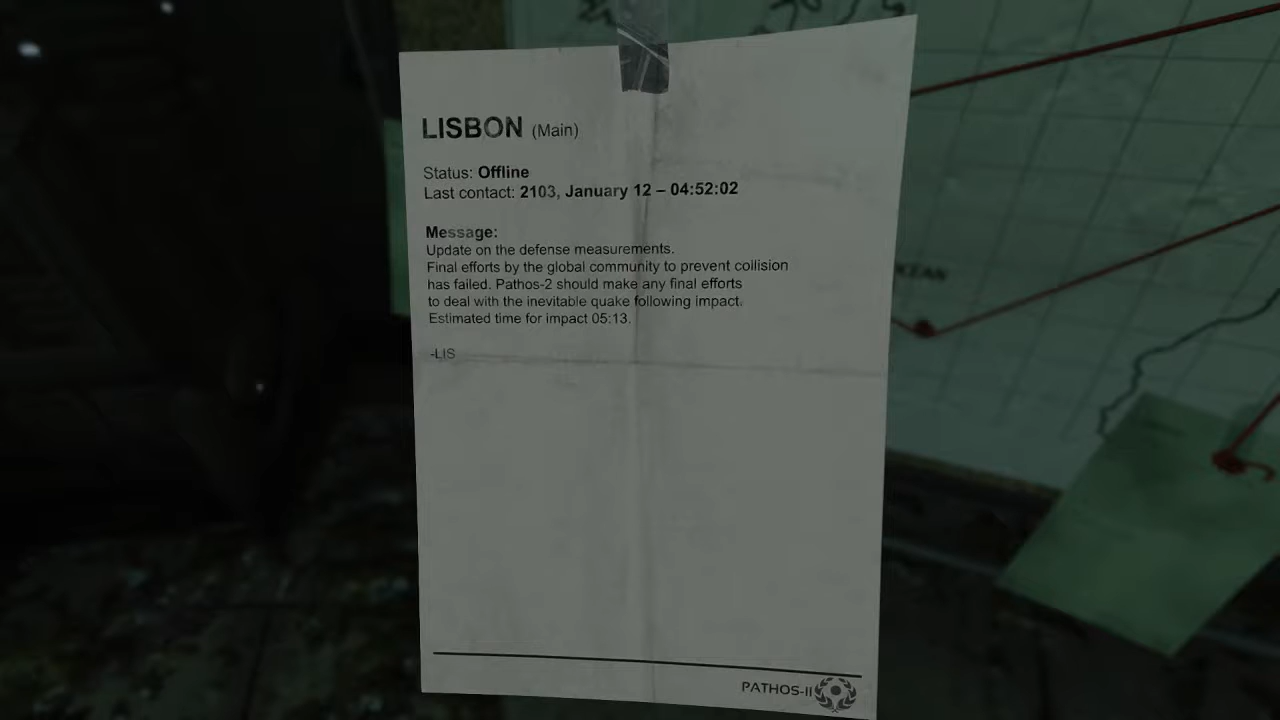 LISBON (Main)
Status: Offline
Last contact: 2103, January 12 – 04:52:02
Message:
Update on the defense measurements.
Final efforts by the global community to prevent collision
has failed. Pathos-2 should make any final efforts
to deal with the inevitable quake following impact.
Estimated time for impact 05:13.
-LIS
PATHOS-II